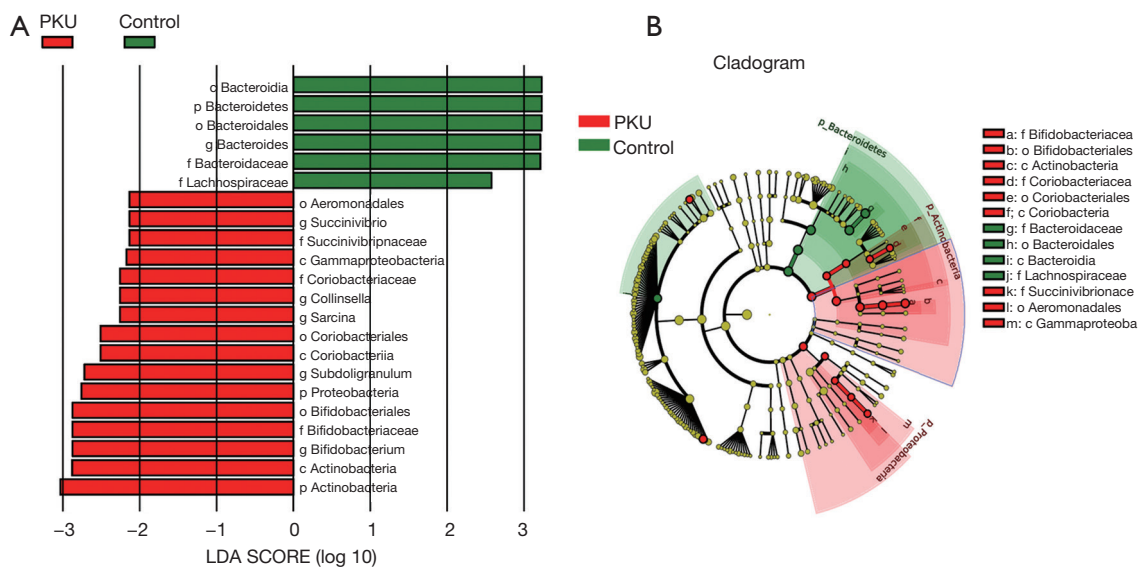 A
PKU
Control
c Bacteroidia
p Bacteroidetes
o Bacteroidales
g Bacteroides
f Bacteroidaceae
f Lachnospiraceae
o Aeromonadales
g Succinivibrio
f Succinivibripnaceae
c Gammaproteobacteria
f Coriobacteriaceae
g Collinsella
g Sarcina
o Coriobacteriales
c Coriobacteriia
g Subdoligranulum
p Proteobacteria
o Bifidobacteriales
f Bifidobacteriaceae
g Bifidobacterium
c Actinobacteria
p Actinobacteria
−3 −2 −1 0 1 2 3
LDA SCORE (log 10)
B
Cladogram
PKU
Control
p_Bacteroidetes
h
p_Actinobacteria
e
d
c
b
a
m
p_Proteobacteria
a: f Bifidobacteriacea
b: o Bifidobacteriales
c: c Actinobacteria
d: f Coriobacteriacea
e: o Coriobacteriales
f; c Coriobacteria
g: f Bacteroidaceae
h: o Bacteroidales
i: c Bacteroidia
j: f Lachnospiraceae
k: f Succinivibrionace
l: o Aeromonadales
m: c Gammaproteoba